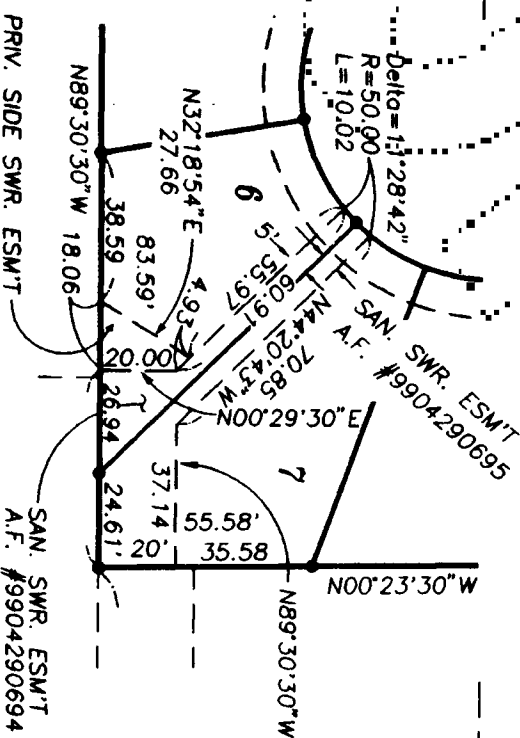 Delta=11°28'42"
R=50.00
L=10.02
N89°30'30"W
N32°18'54"E
27.66
6
38.59
83.59'
18.06
PRIV. SIDE SWR. ESM'T
5'
55.97
60.91
4.93
N44°20'43"W
70.85
SAN. SWR. ESM'T
A.F. #9904290695
20.00
26.94
N00°29'30"E
7
37.14
55.58'
24.61'
20'
35.58
N00°23'30"W
N89°30'30"W
SAN. SWR. ESM'T
A.F. #9904290694